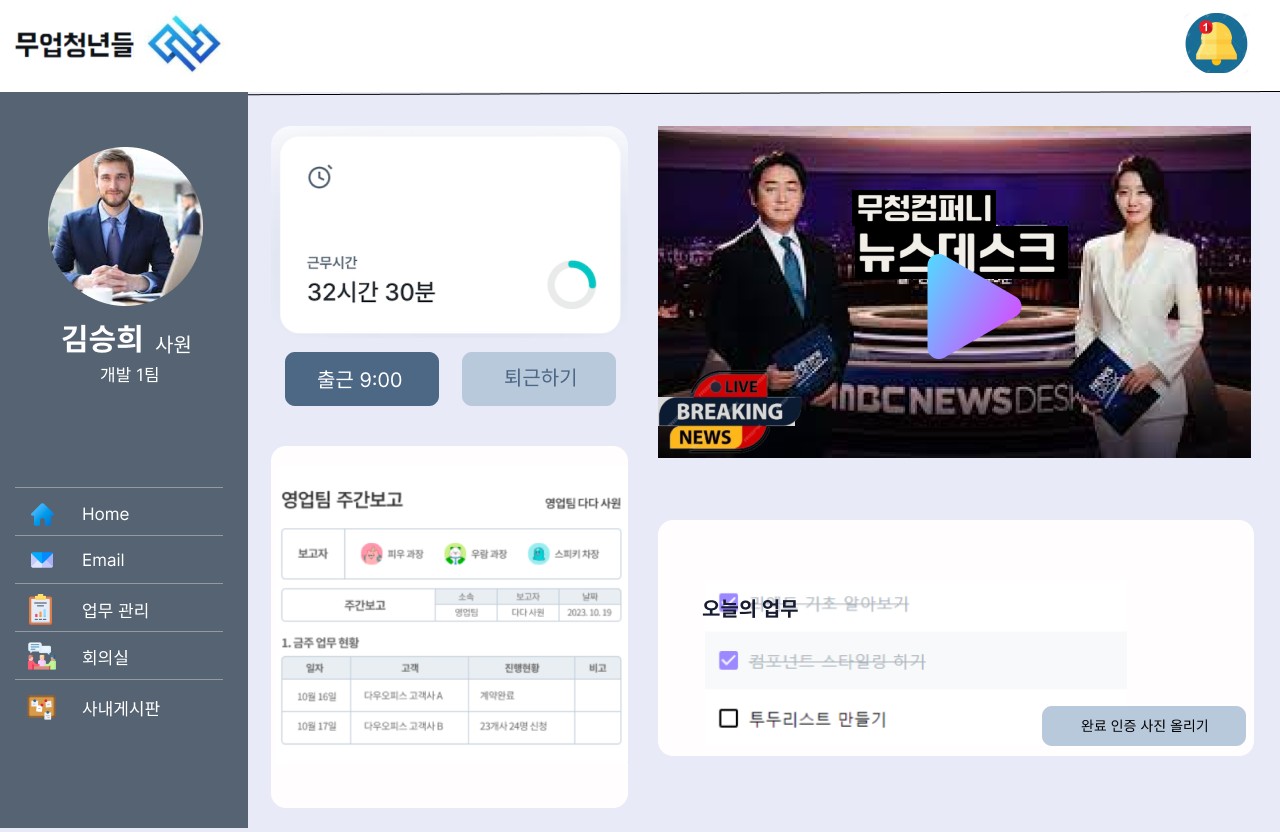 무업청년들
1
김승희 사원
개발 1팀
Home
Email
업무 관리
회의실
사내게시판
근무시간
32시간 30분
출근 9:00
퇴근하기
무청컴퍼니
뉴스데스크
LIVE
BREAKING
NEWS
MBC NEWS DESK
영업팀 주간보고
영업팀 다다 사원
보고자
피우 과장
우람 과장
스피키 차장
주간보고
소속 보고자 날짜
영업팀 다다 사원 2023. 10. 19
1. 금주 업무 현황
일자 고객 진행현황 비고
10월 16일 다우오피스 고객사 A 계약완료
10월 17일 다우오피스 고객사 B 23개사 24명 신청
오늘의 업무
기초 알아보기
컴포넌트 스타일링 하기
투두리스트 만들기
완료 인증 사진 올리기